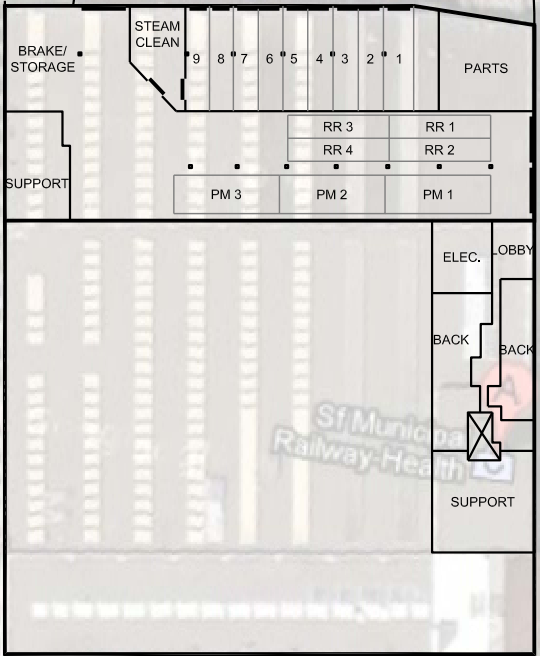 STEAM
CLEAN
BRAKE/
STORAGE
9 8 7 6 5 4 3 2 1
PARTS
RR 3 RR 1
RR 4 RR 2
SUPPORT
PM 3 PM 2 PM 1
ELEC.
LOBBY
BACK
BACK
A
Sf Municipa
Railway-Health
SUPPORT